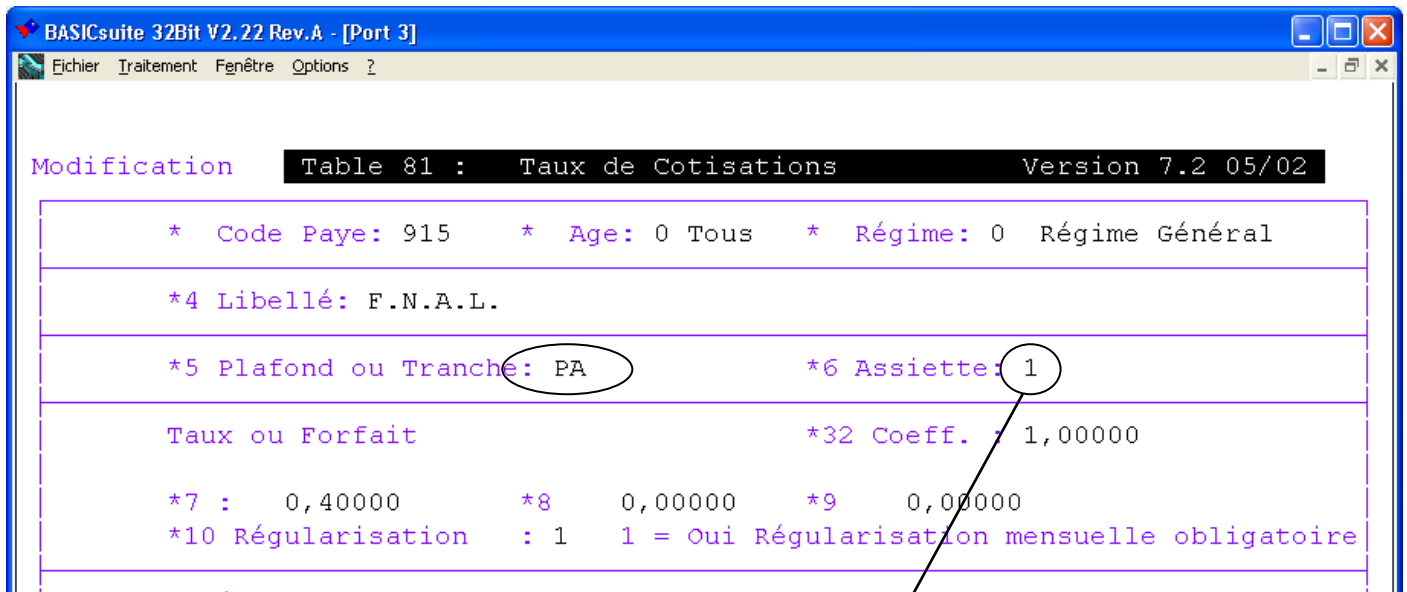 BASICsuite 32Bit V2.22 Rev.A - [Port 3]
Fichier Traitement Fenêtre Options ?
Modification Table 81 : Taux de Cotisations Version 7.2 05/02
* Code Paye: 915 * Age: 0 Tous * Régime: 0 Régime Général
*4 Libellé: F.N.A.L.
*5 Plafond ou Tranche: PA *6 Assiette: 1
Taux ou Forfait *32 Coeff. : 1,00000
*7 : 0,40000 *8 0,00000 *9 0,00000
*10 Régularisation : 1 1 = Oui Régularisation mensuelle obligatoire